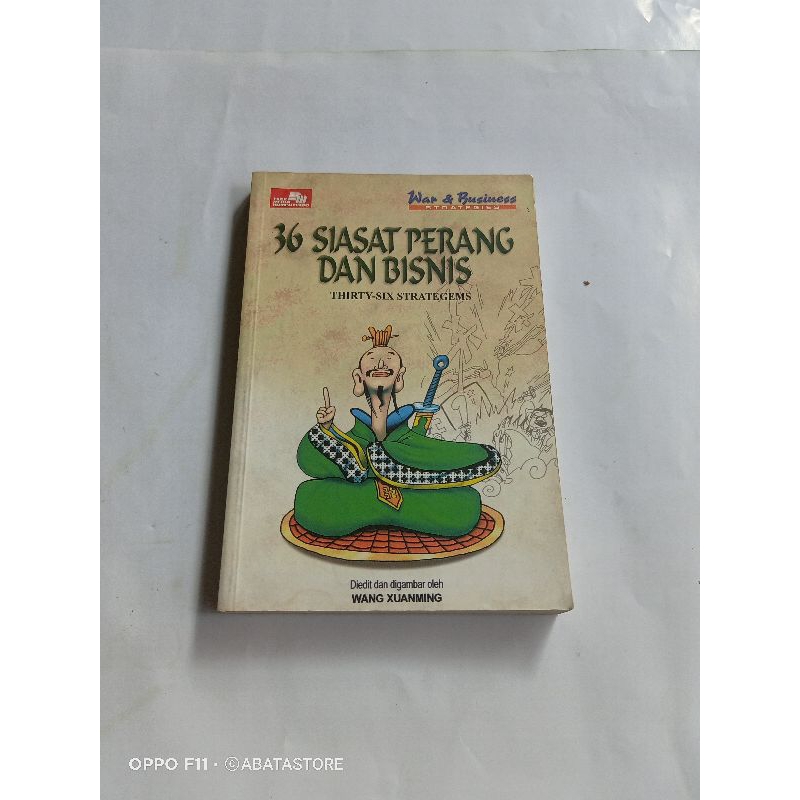 War & Business
STRATEGIES
36 SIASAT PERANG
DAN BISNIS
THIRTY-SIX STRATEGEMS
Diedit dan digambar oleh
WANG XUANMING
OPPO F11 · ©ABATASTORE